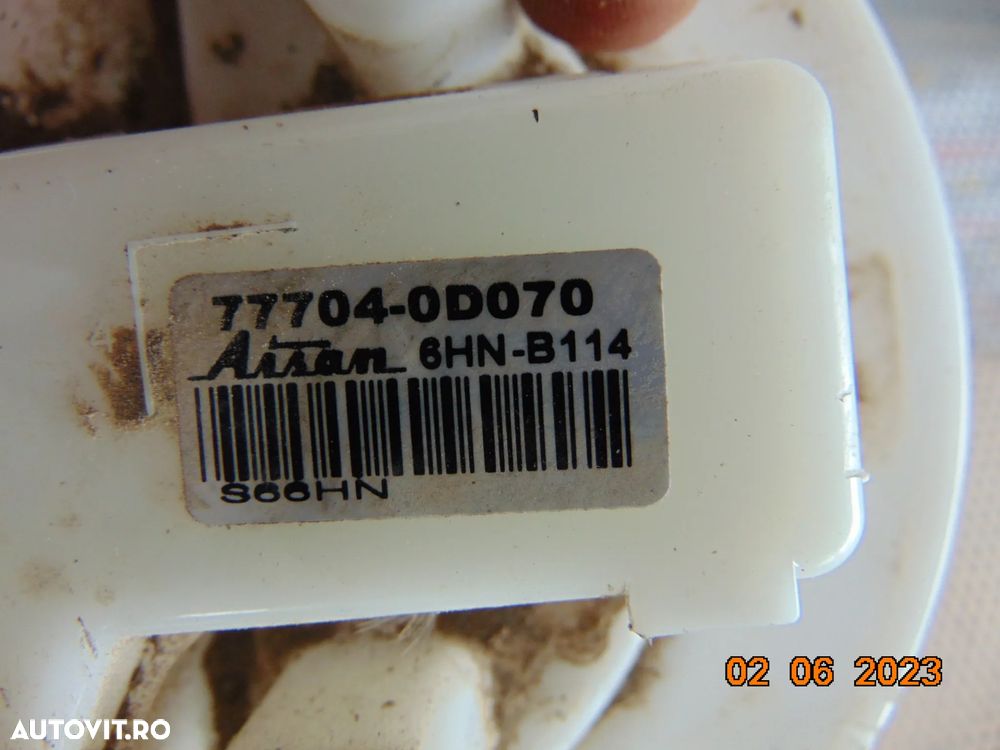 77704-0D070
Aisan 6HN-B114
S66HN
02 06 2023
AUTOVIT.RO